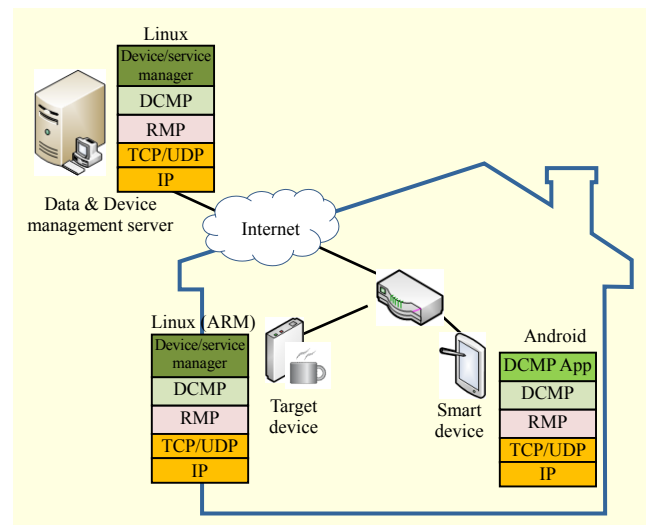 Linux
Device/service
manager
DCMP
RMP
TCP/UDP
IP
Data & Device
management server
Internet
Linux (ARM)
Device/service
manager
DCMP
RMP
TCP/UDP
IP
Target
device
Smart
device
Android
DCMP App
DCMP
RMP
TCP/UDP
IP